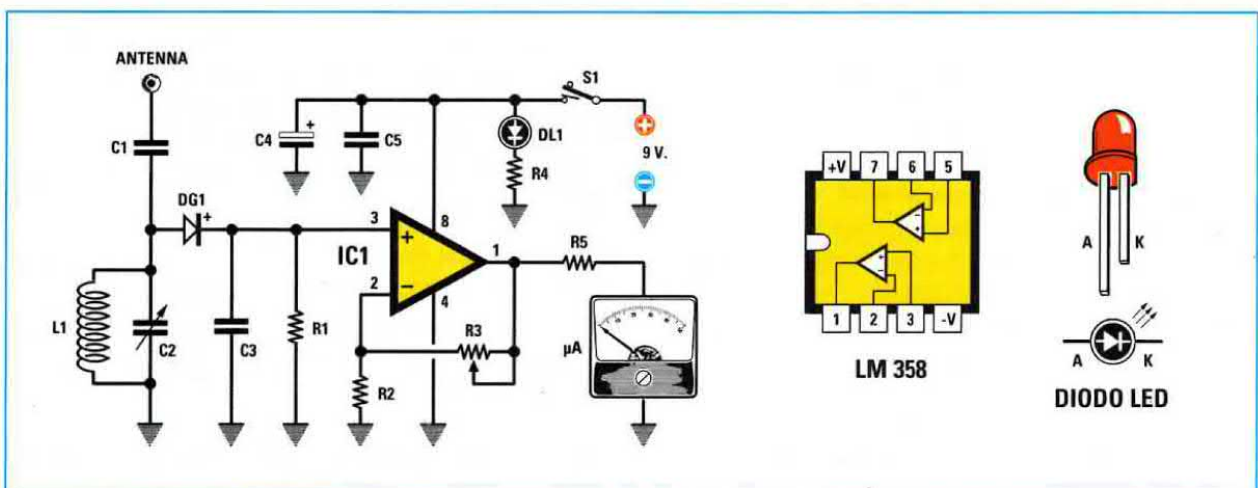 ANTENNA
C1
DG1
+
L1
C2
C3
R1
C4
+
C5
DL1
R4
S1
9 V.
3
+
IC1
8
1
2
−
4
R5
R3
R2
µA
+V 7 6 5
−
+
+
−
1 2 3 -V
LM 358
A K
A K
DIODO LED